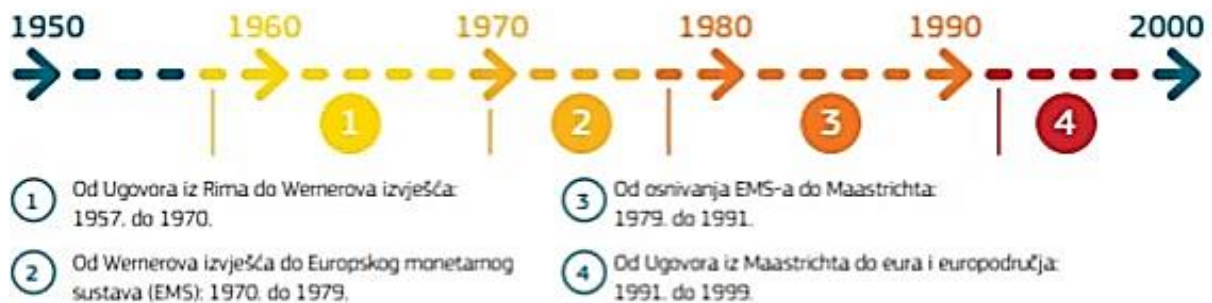 1950 1960 1970 1980 1990 2000
1 2 3 4
1 Od Ugovora iz Rima do Wernerova izvješća:
1957. do 1970.
2 Od Wernerova izvješća do Europskog monetarnog
sustava (EMS): 1970. do 1979.
3 Od osnivanja EMS-a do Maastrichta:
1979. do 1991.
4 Od Ugovora iz Maastrichta do eura i europodručja:
1991. do 1999.